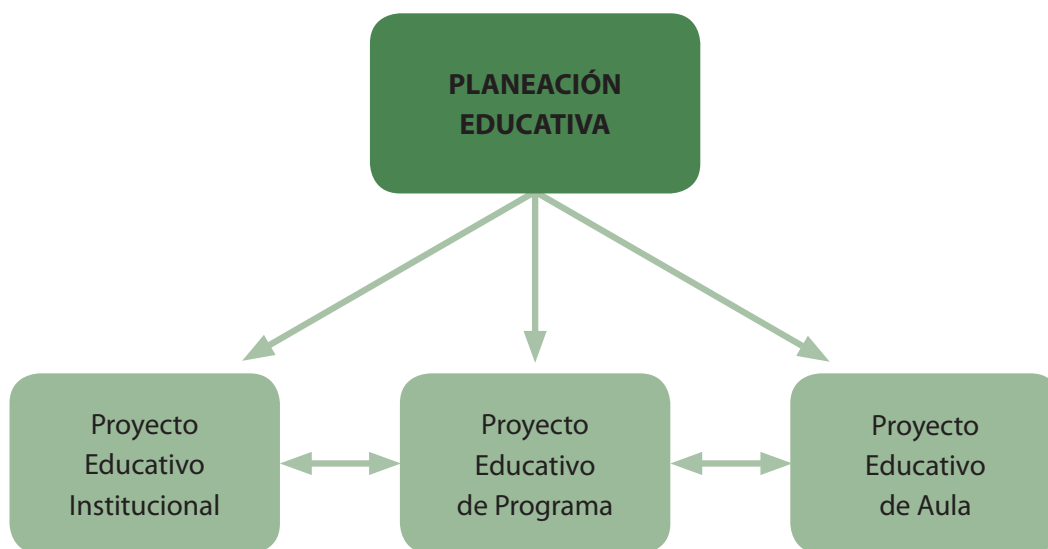 PLANEACIÓN
EDUCATIVA
Proyecto
Educativo
Institucional
Proyecto
Educativo
de Programa
Proyecto
Educativo
de Aula